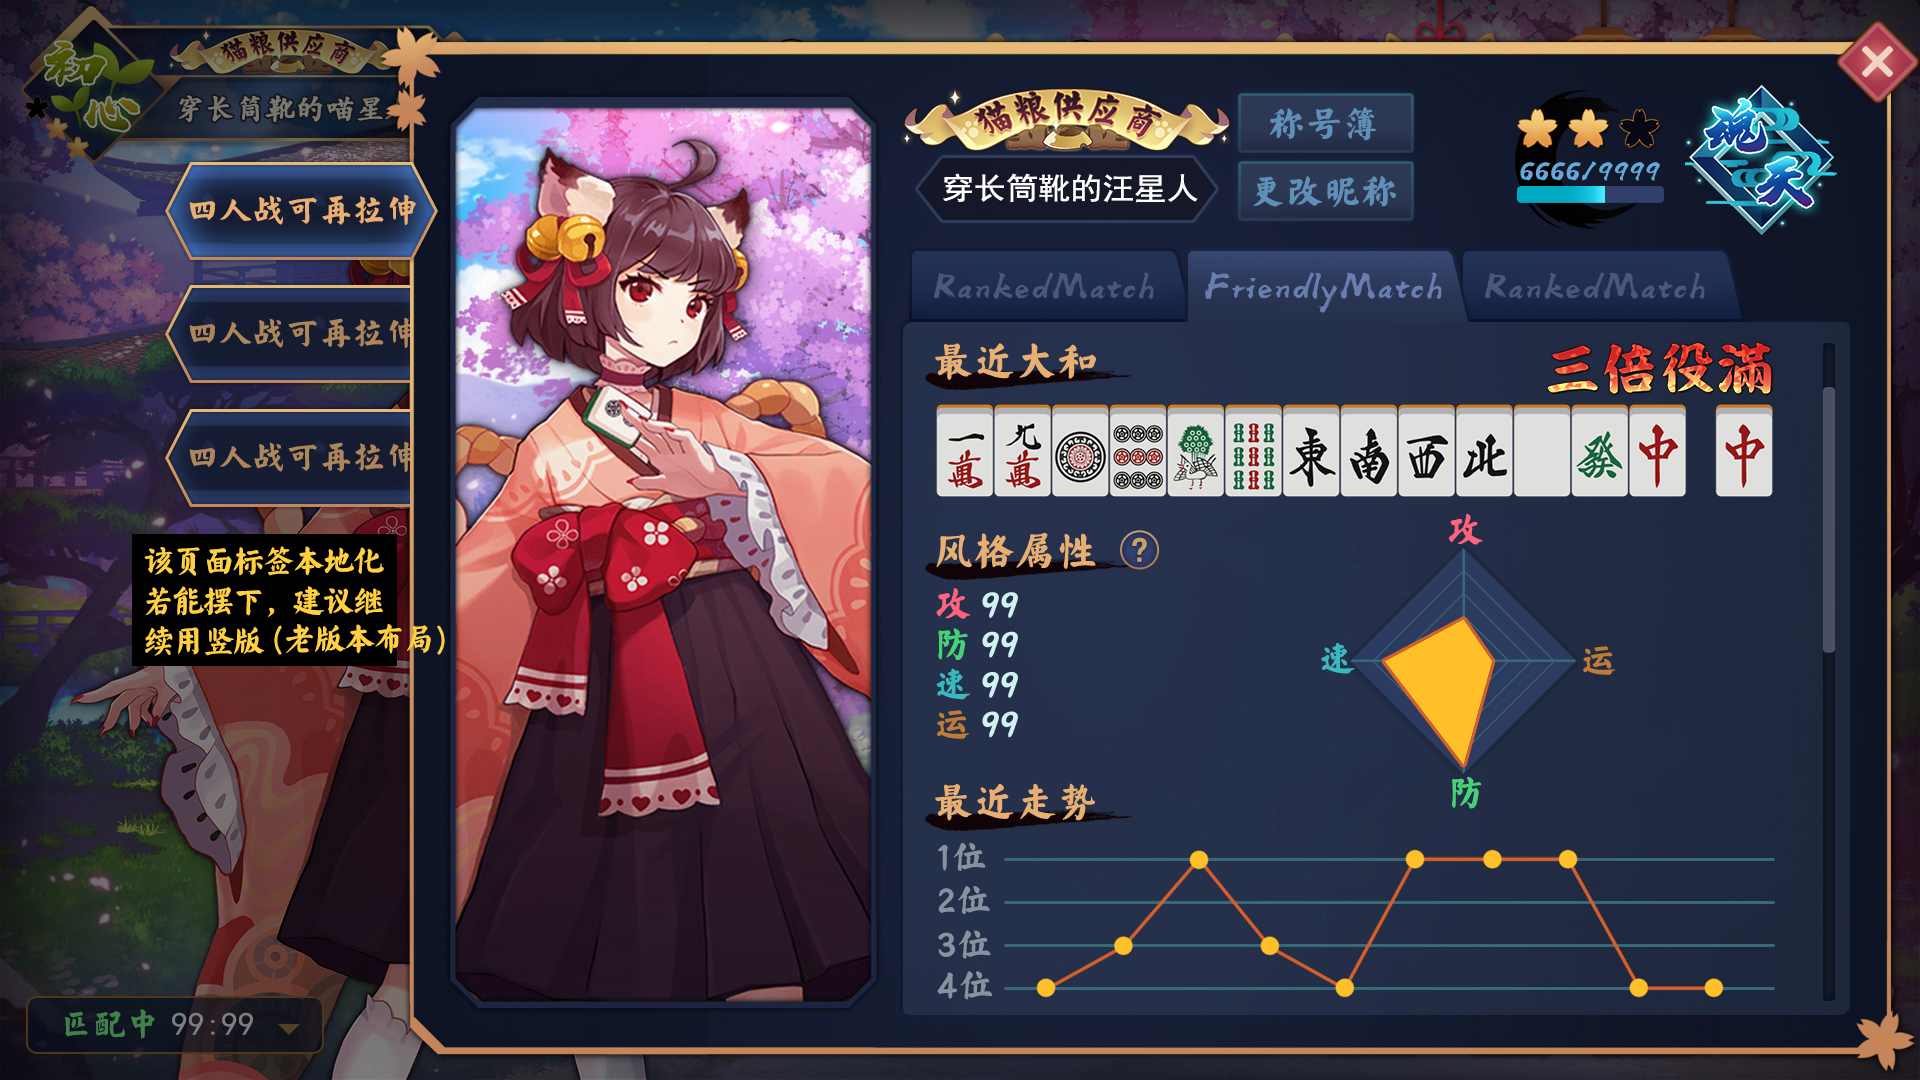 初心
猫粮供应商
穿长筒靴的喵星
四人战可再拉伸
四人战可再拉伸
四人战可再拉伸
该页面标签本地化
若能摆下，建议继
续用竖版(老版本布局)
匹配中 99:99
猫粮供应商
称号簿
穿长筒靴的汪星人
更改昵称
6666/9999
魂天
RankedMatch
FriendlyMatch
RankedMatch
最近大和
三倍役滿
一萬
九萬
東
南
西
北
發
中
中
风格属性
?
攻 99
防 99
速 99
运 99
攻
速
运
防
最近走势
1位
2位
3位
4位